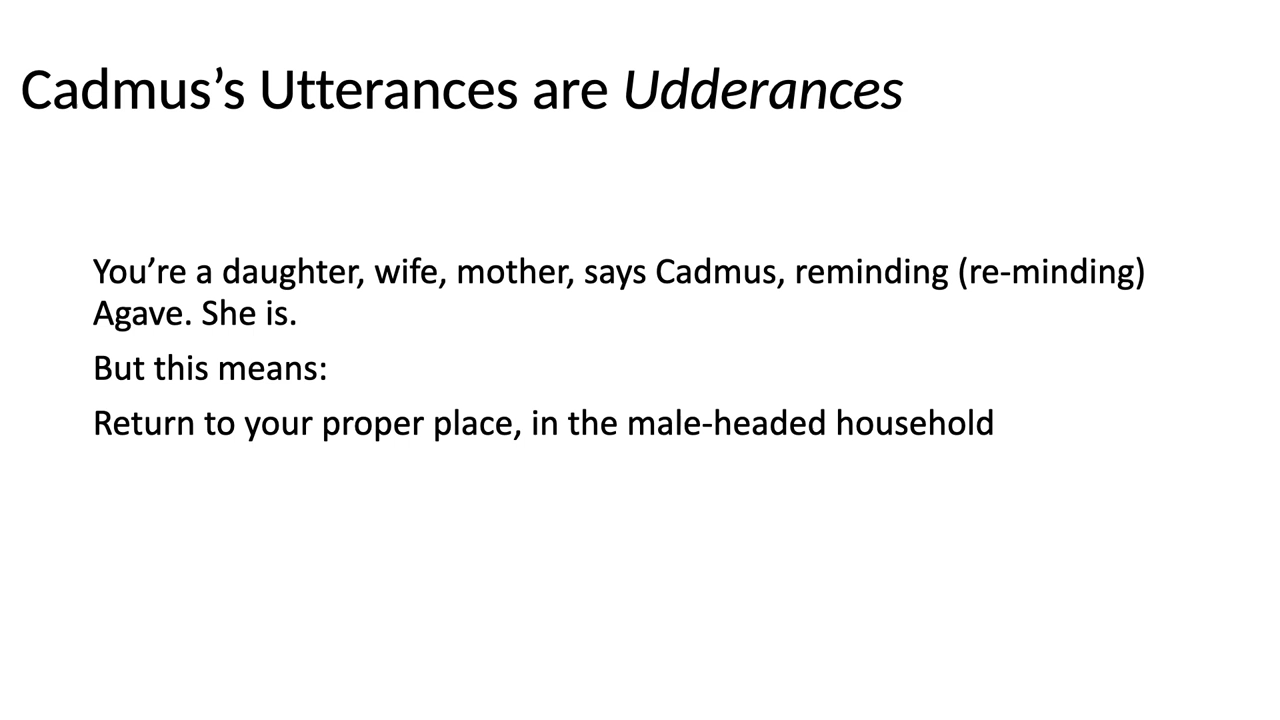 Cadmus’s Utterances are Udderances
You’re a daughter, wife, mother, says Cadmus, reminding (re-minding)
Agave. She is.
But this means:
Return to your proper place, in the male-headed household